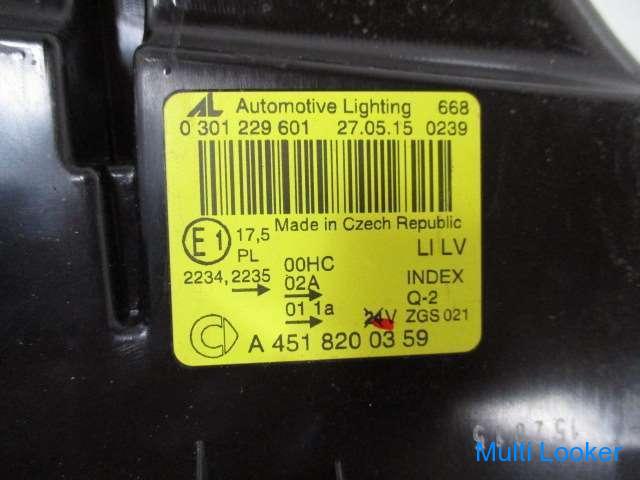 AL Automotive Lighting 668
0 301 229 601 27.05.15 0239
Made in Czech Republic
E1 17,5
PL
LI LV
2234, 2235
00HC
02A
01 1a
INDEX
Q-2
24V ZGS 021
A 451 820 03 59
Multi Looker